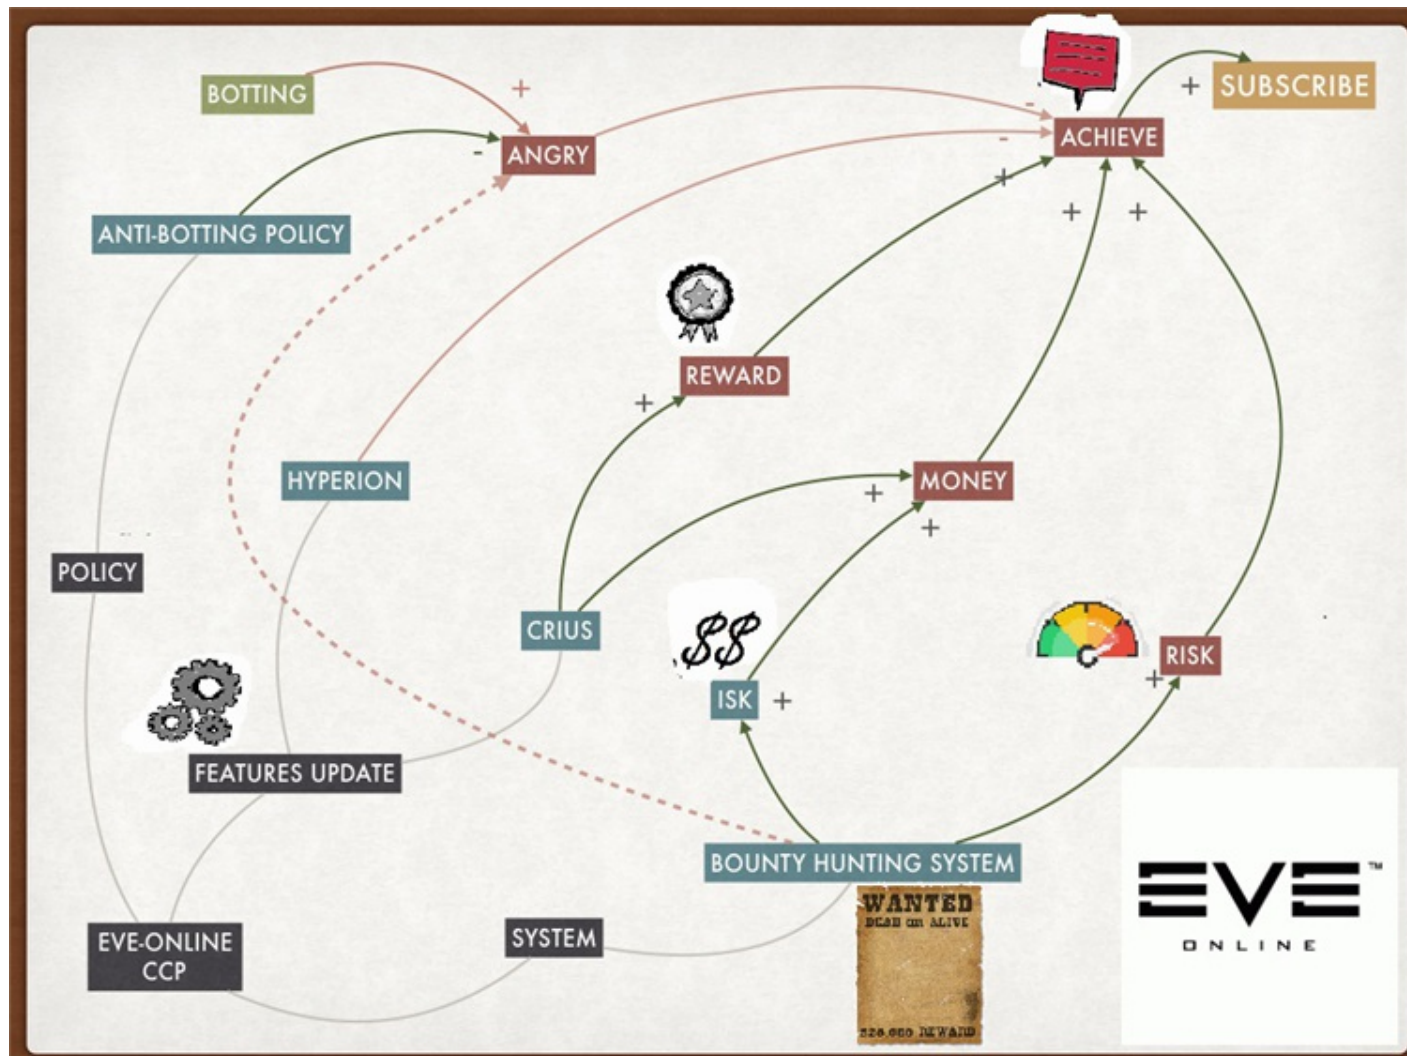 BOTTING
+
-
SUBSCRIBE
+
-
ANGRY
-
ACHIEVE
+
+
+
ANTI-BOTTING POLICY
REWARD
+
HYPERION
MONEY
+
+
POLICY
CRIUS
$$
RISK
+
ISK
+
FEATURES UPDATE
BOUNTY HUNTING SYSTEM
WANTED
DEAD or ALIVE
EVE
TM
ONLINE
EVE-ONLINE
CCP
SYSTEM
REWARD